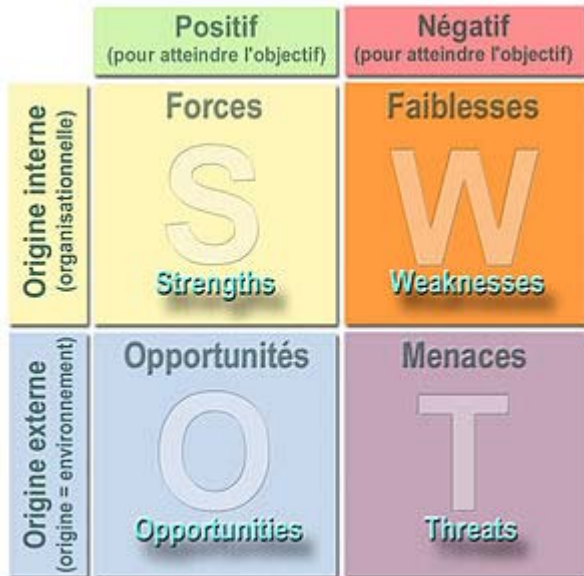 Positif
(pour atteindre l'objectif)
Négatif
(pour atteindre l'objectif)
Origine interne
(organisationnelle)
Forces
S
Strengths
Faiblesses
W
Weaknesses
Origine externe
(origine = environnement)
Opportunités
O
Opportunities
Menaces
T
Threats